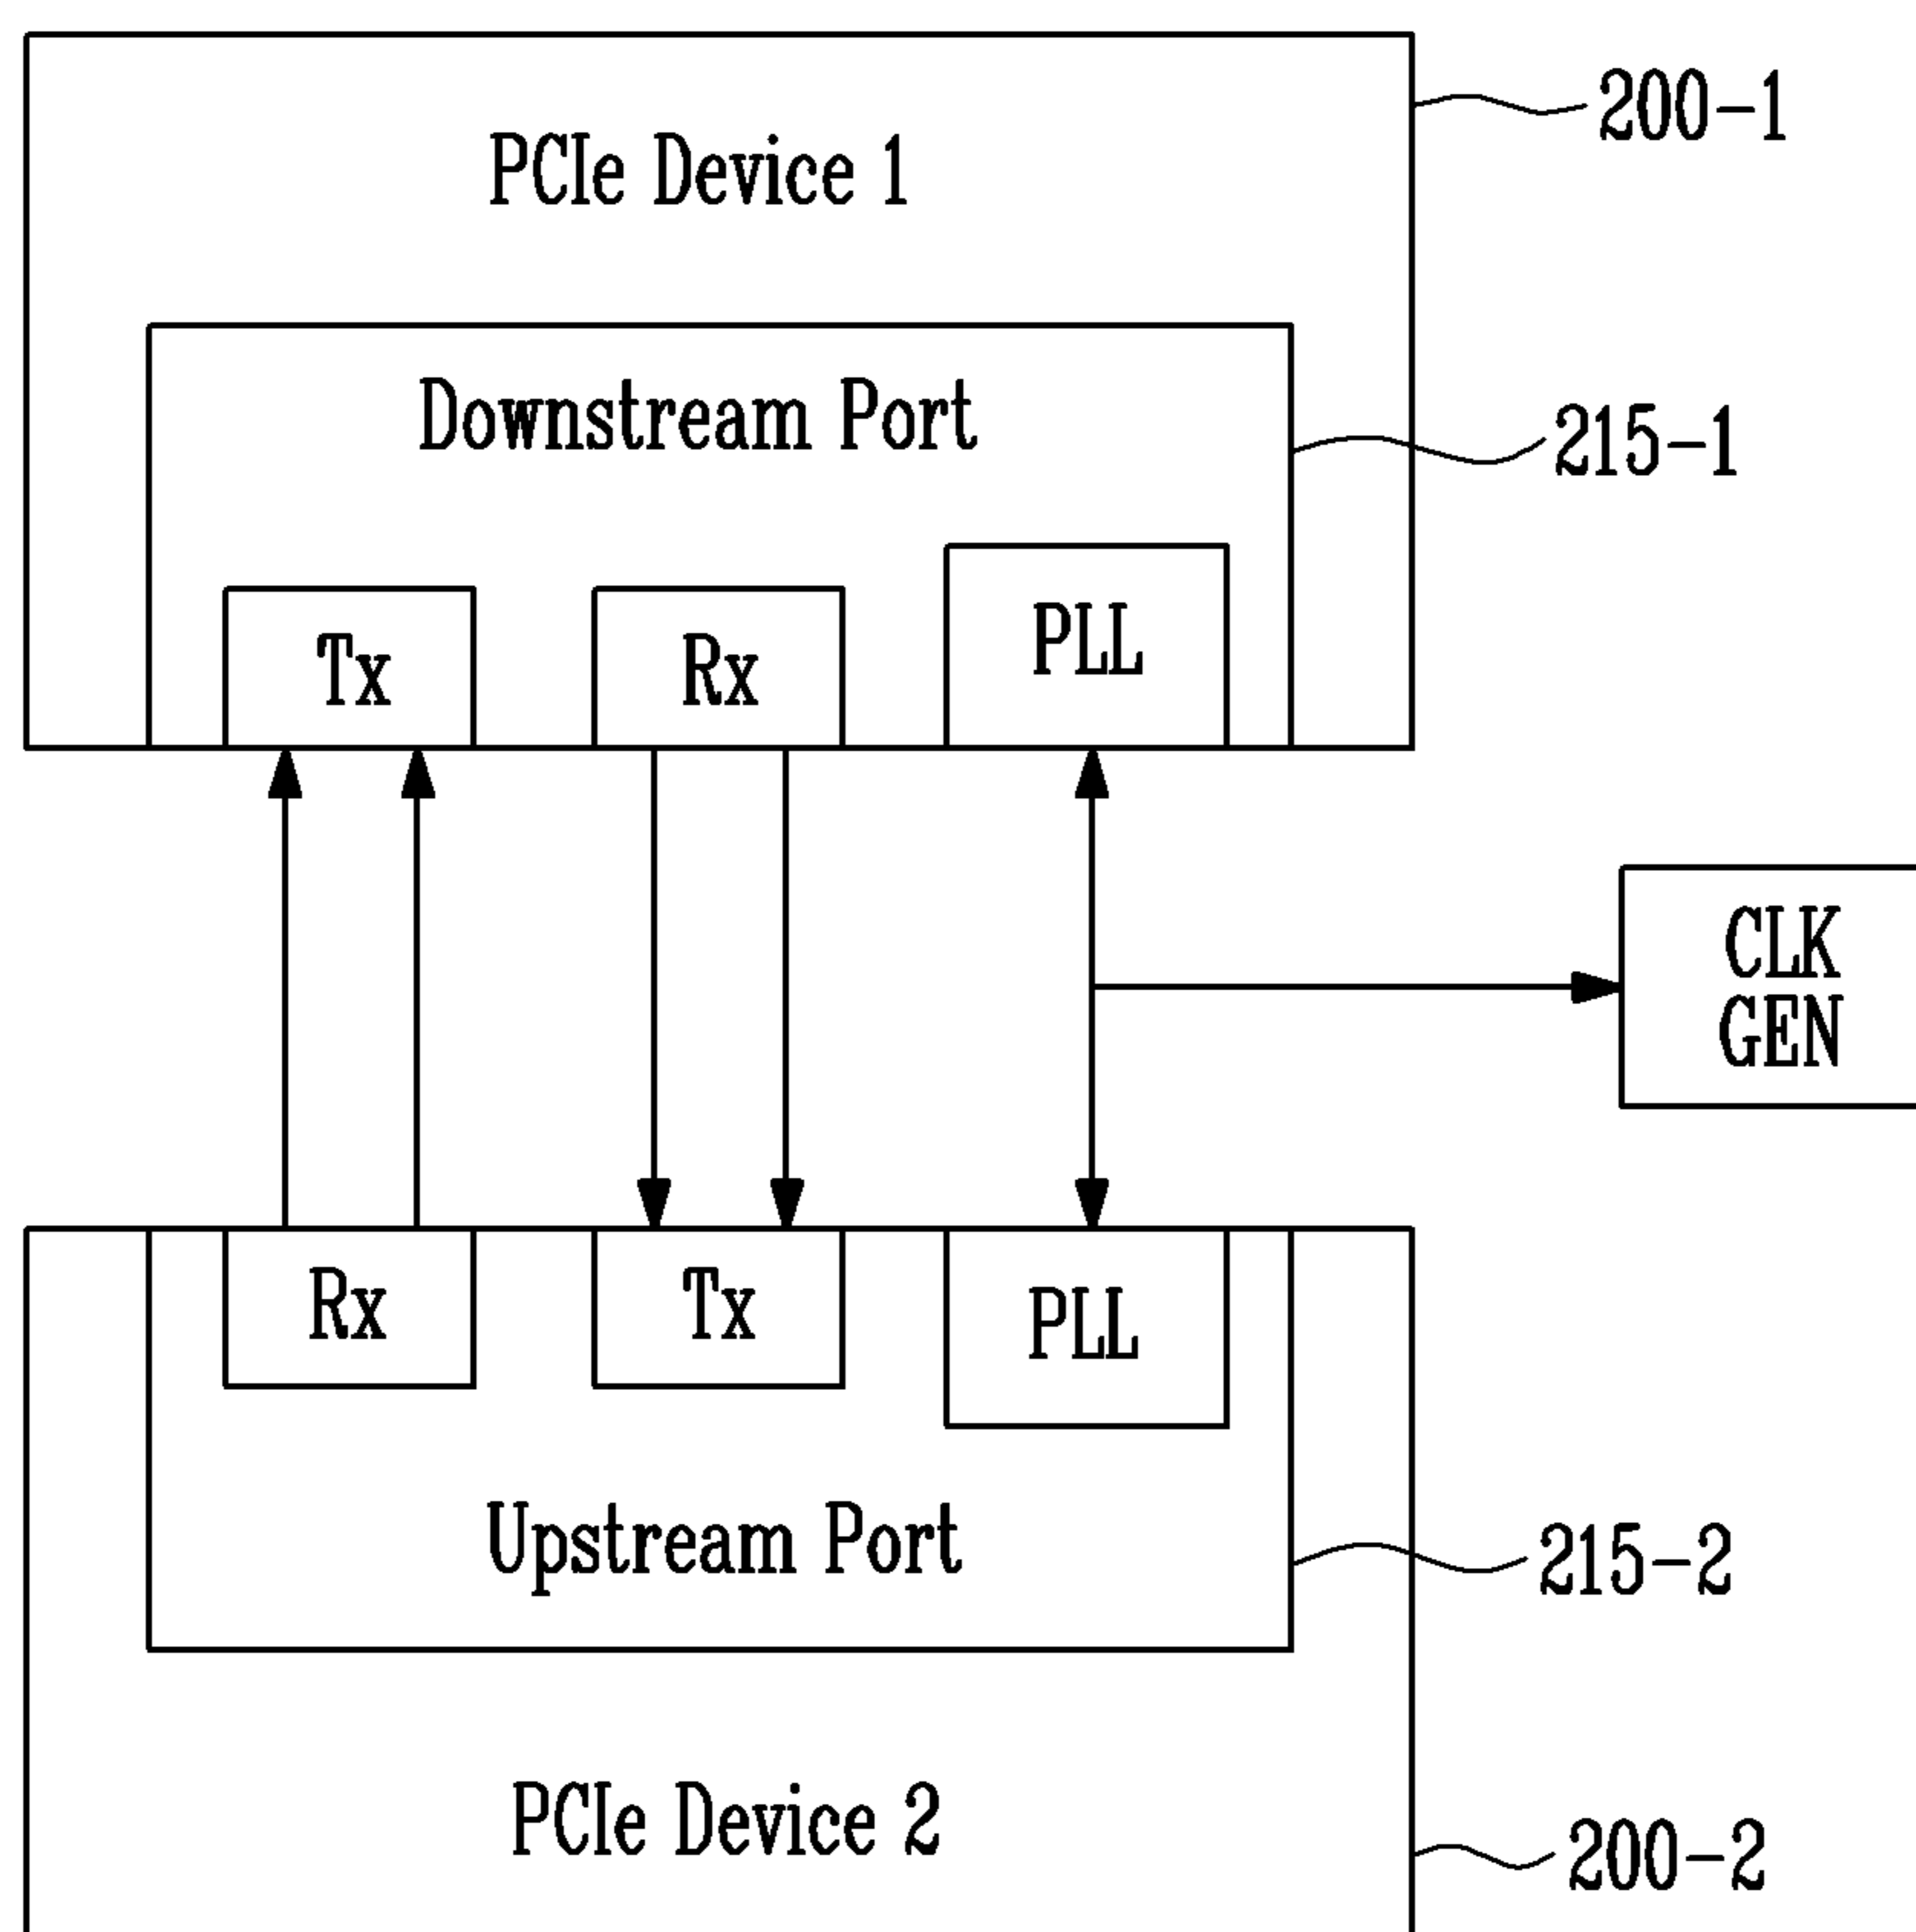 PCIe Device 1
200-1
Downstream Port
215-1
Tx
Rx
PLL
CLK
GEN
Rx
Tx
PLL
Upstream Port
215-2
PCIe Device 2
200-2